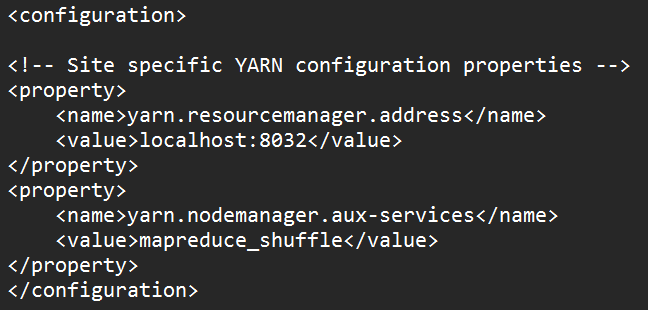 <configuration>
<!-- Site specific YARN configuration properties -->
<property>
    <name>yarn.resourcemanager.address</name>
    <value>localhost:8032</value>
</property>
<property>
    <name>yarn.nodemanager.aux-services</name>
    <value>mapreduce_shuffle</value>
</property>
</configuration>